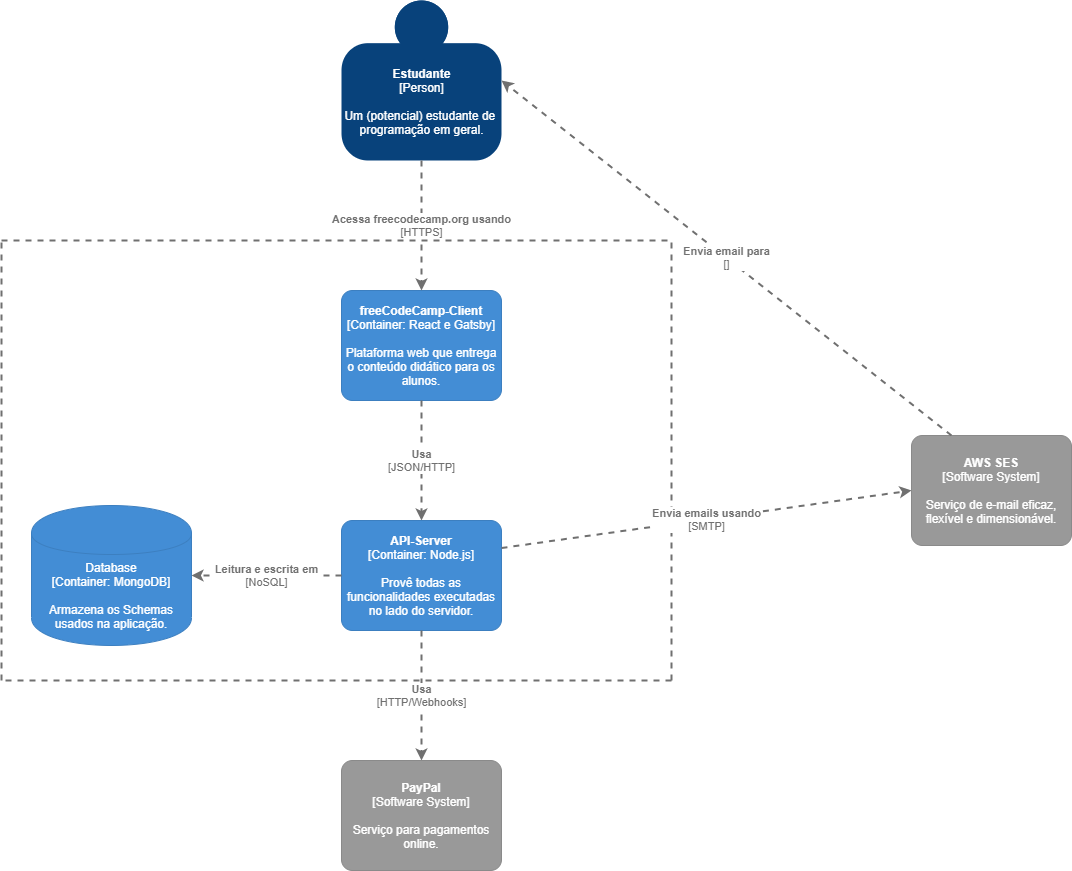 Estudante
[Person]
Um (potencial) estudante de
programação em geral.
Acessa freecodecamp.org usando
[HTTPS]
Envia email para
[]
freeCodeCamp-Client
[Container: React e Gatsby]
Plataforma web que entrega
o conteúdo didático para os
alunos.
Usa
[JSON/HTTP]
AWS SES
[Software System]
Serviço de e-mail eficaz,
flexível e dimensionável.
Envia emails usando
[SMTP]
API-Server
[Container: Node.js]
Provê todas as
funcionalidades executadas
no lado do servidor.
Leitura e escrita em
[NoSQL]
Database
[Container: MongoDB]
Armazena os Schemas
usados na aplicação.
Usa
[HTTP/Webhooks]
PayPal
[Software System]
Serviço para pagamentos
online.